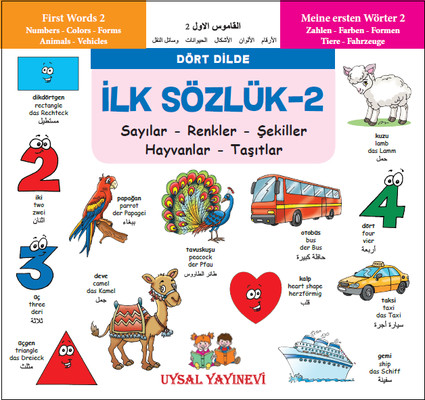 First Words 2
Numbers - Colors - Forms
Animals - Vehicles
القاموس الاول 2
الأرقام الألوان الأشكال الحيوانات وسائل النقل
Meine ersten Wörter 2
Zahlen - Farben - Formen
Tiere - Fahrzeuge
DÖRT DİLDE
İLK SÖZLÜK-2
Sayılar - Renkler - Şekiller
Hayvanlar - Taşıtlar
dikdörtgen
rectangle
das Rechteck
مستطيل
kuzu
lamb
das Lamm
حمل
2
iki
two
zwei
اثنان
papağan
parrot
der Papagei
ببغاء
tavuskuşu
peacock
der Pfau
طائر الطاووس
otobüs
bus
der Bus
حافلة كبيرة
4
dört
four
vier
أربعة
3
üç
three
deri
ثلاثة
deve
camel
das Kamel
جمل
kalp
heart shape
herzförmig
قلب
taksi
taxi
das Taxi
سيارة أجرة
üçgen
triangle
das Dreieck
مثلث
gemi
ship
das Schiff
سفينة
UYSAL YAYINEVİ